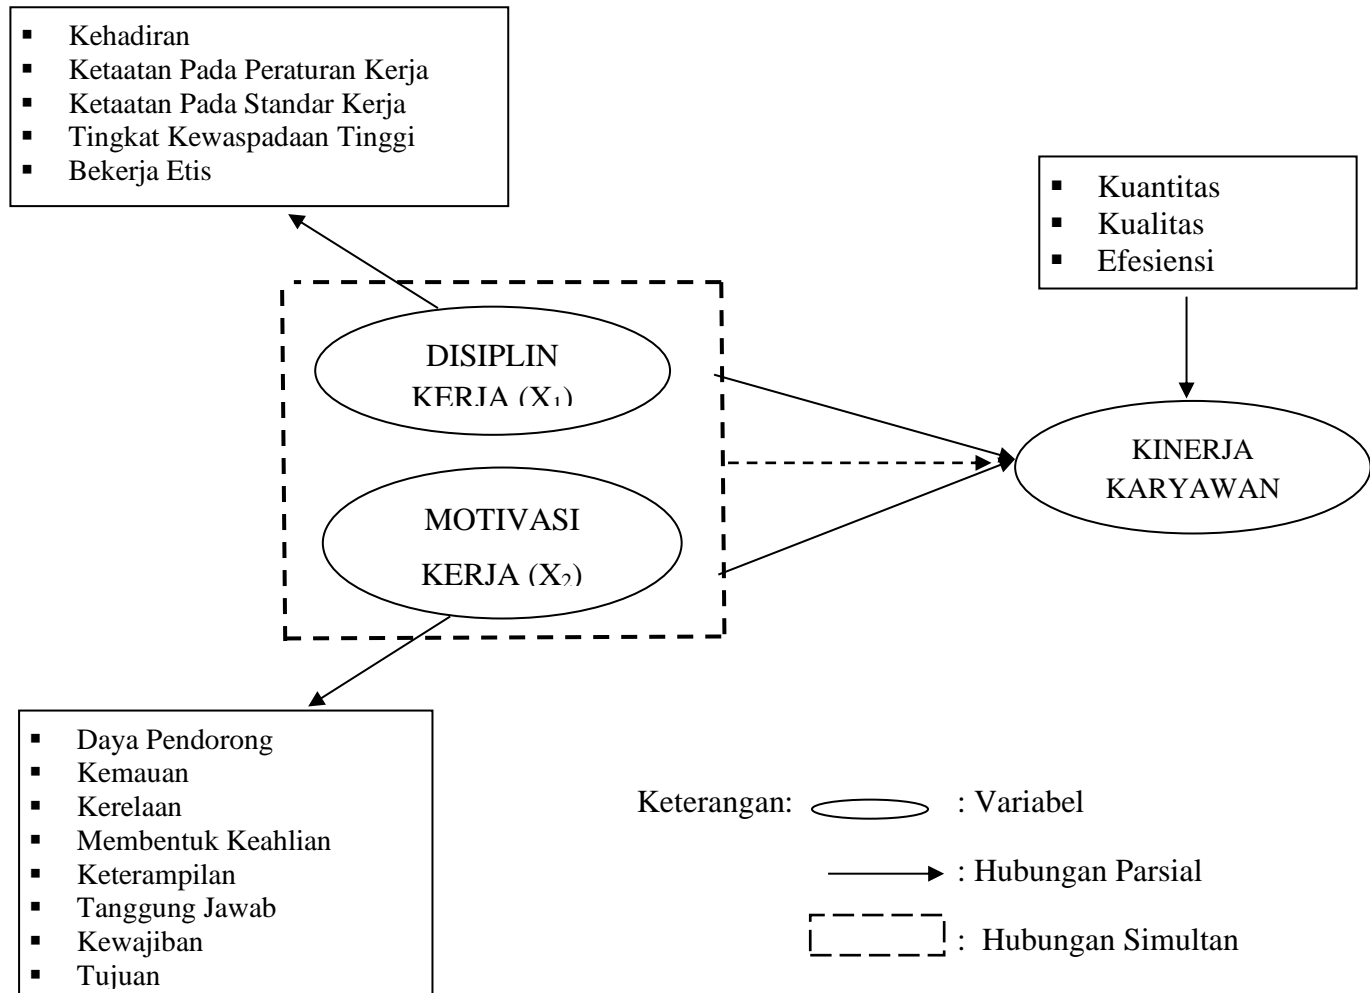 ▪ Kehadiran
▪ Ketaatan Pada Peraturan Kerja
▪ Ketaatan Pada Standar Kerja
▪ Tingkat Kewaspadaan Tinggi
▪ Bekerja Etis
▪ Kuantitas
▪ Kualitas
▪ Efesiensi
DISIPLIN
KERJA (X₁)
MOTIVASI
KERJA (X₂)
KINERJA
KARYAWAN
▪ Daya Pendorong
▪ Kemauan
▪ Kerelaan
▪ Membentuk Keahlian
▪ Keterampilan
▪ Tanggung Jawab
▪ Kewajiban
▪ Tujuan
Keterangan: : Variabel
: Hubungan Parsial
: Hubungan Simultan